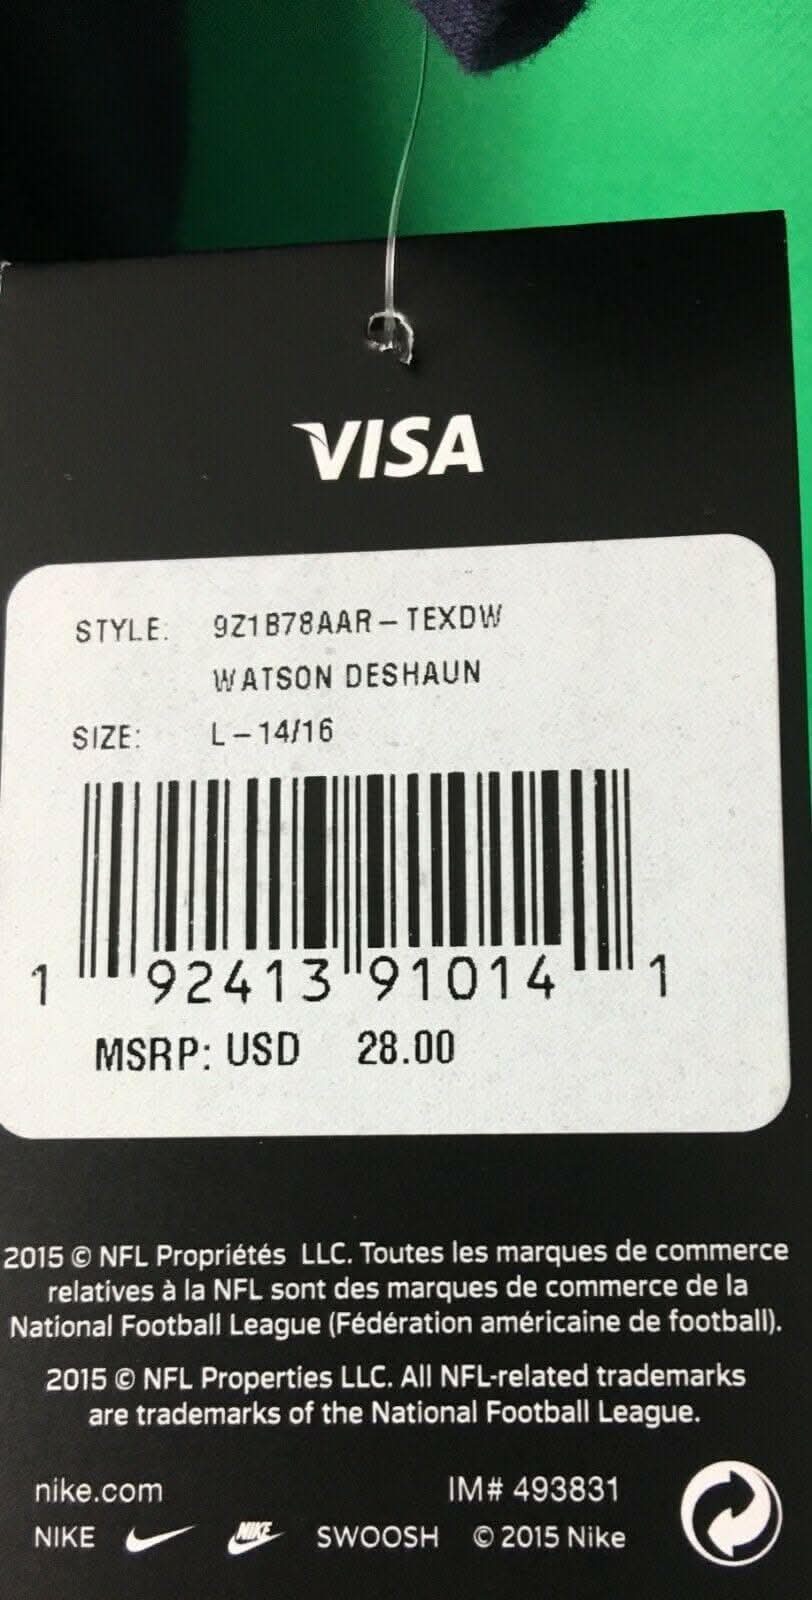 VISA
STYLE: 9Z1B78AAR-TEXDW
WATSON DESHAUN
SIZE: L-14/16
1 92413 91014 1
MSRP: USD 28.00
2015 © NFL Propriétés LLC. Toutes les marques de commerce
relatives à la NFL sont des marques de commerce de la
National Football League (Fédération américaine de football).
2015 © NFL Properties LLC. All NFL-related trademarks
are trademarks of the National Football League.
nike.com IM# 493831
NIKE NIKE SWOOSH © 2015 Nike